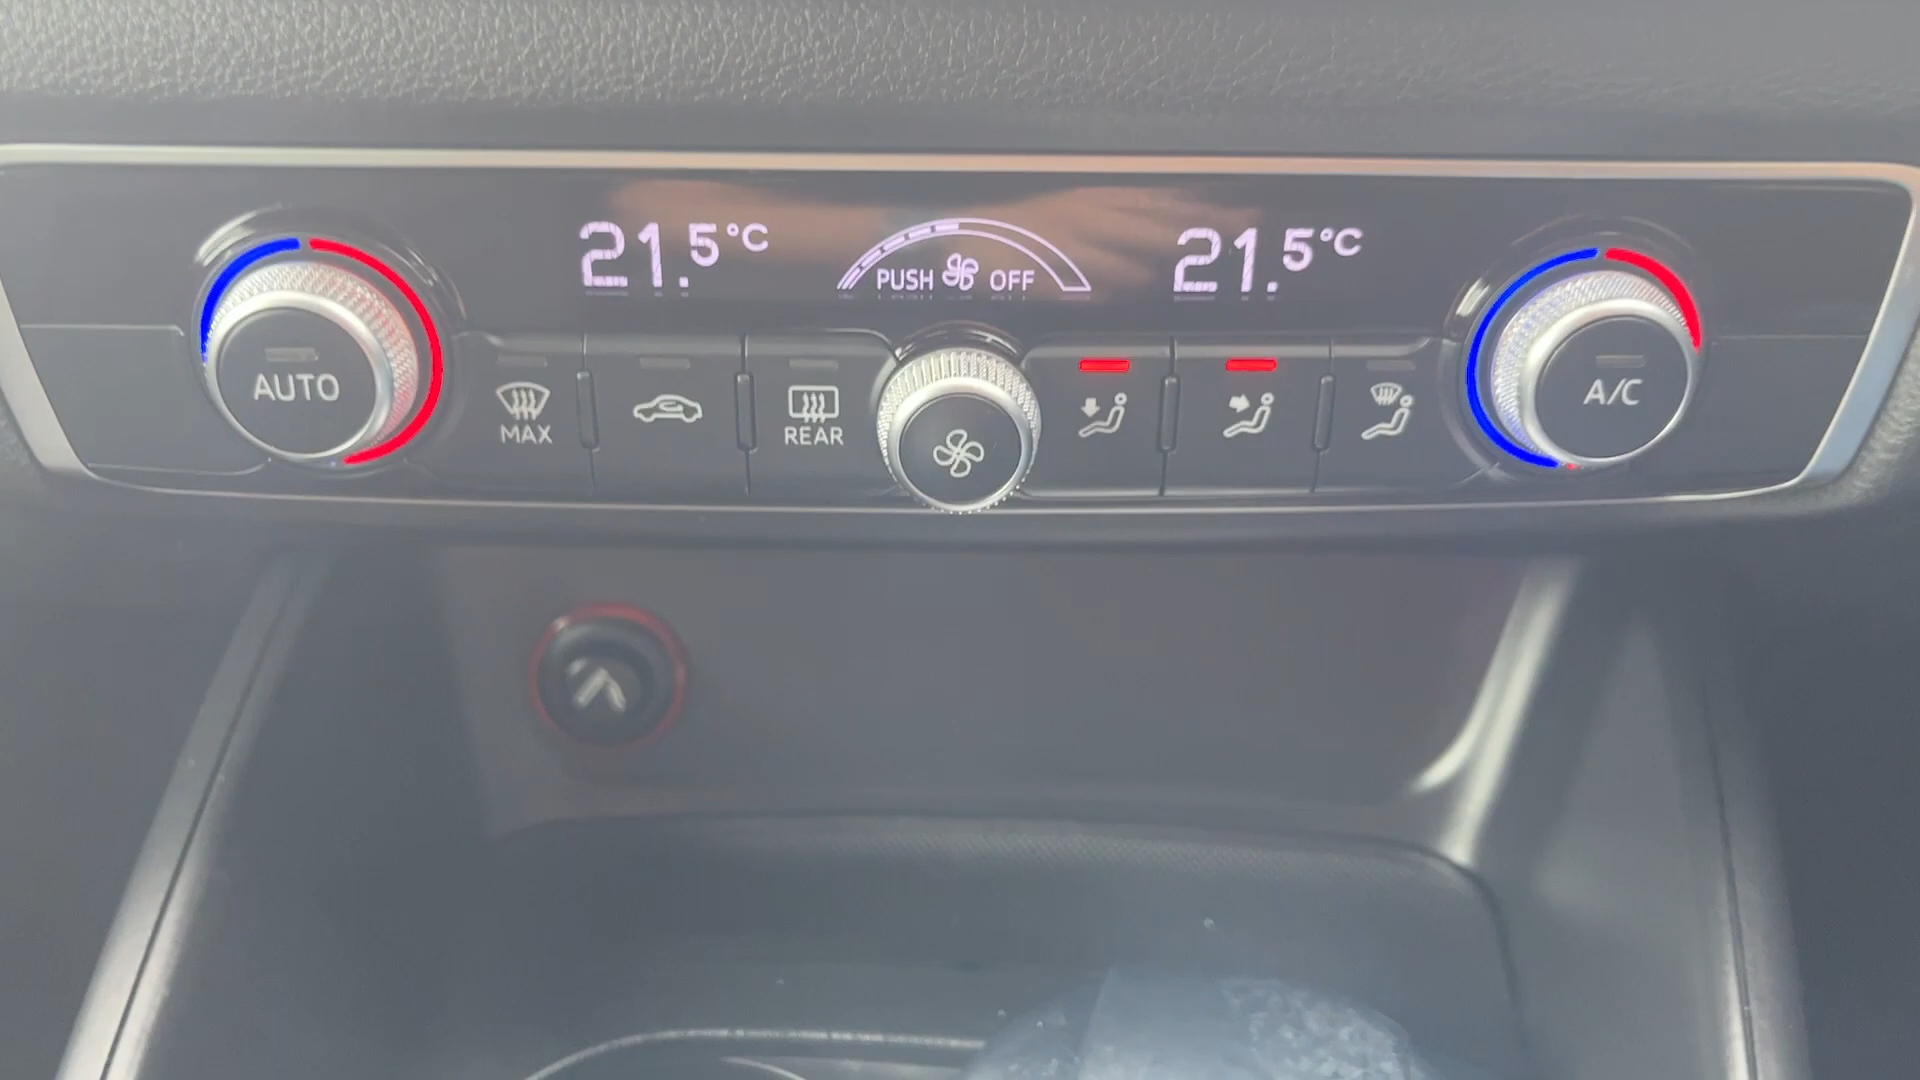 21.5°C
PUSH OFF
21.5°C
AUTO
MAX
REAR
A/C